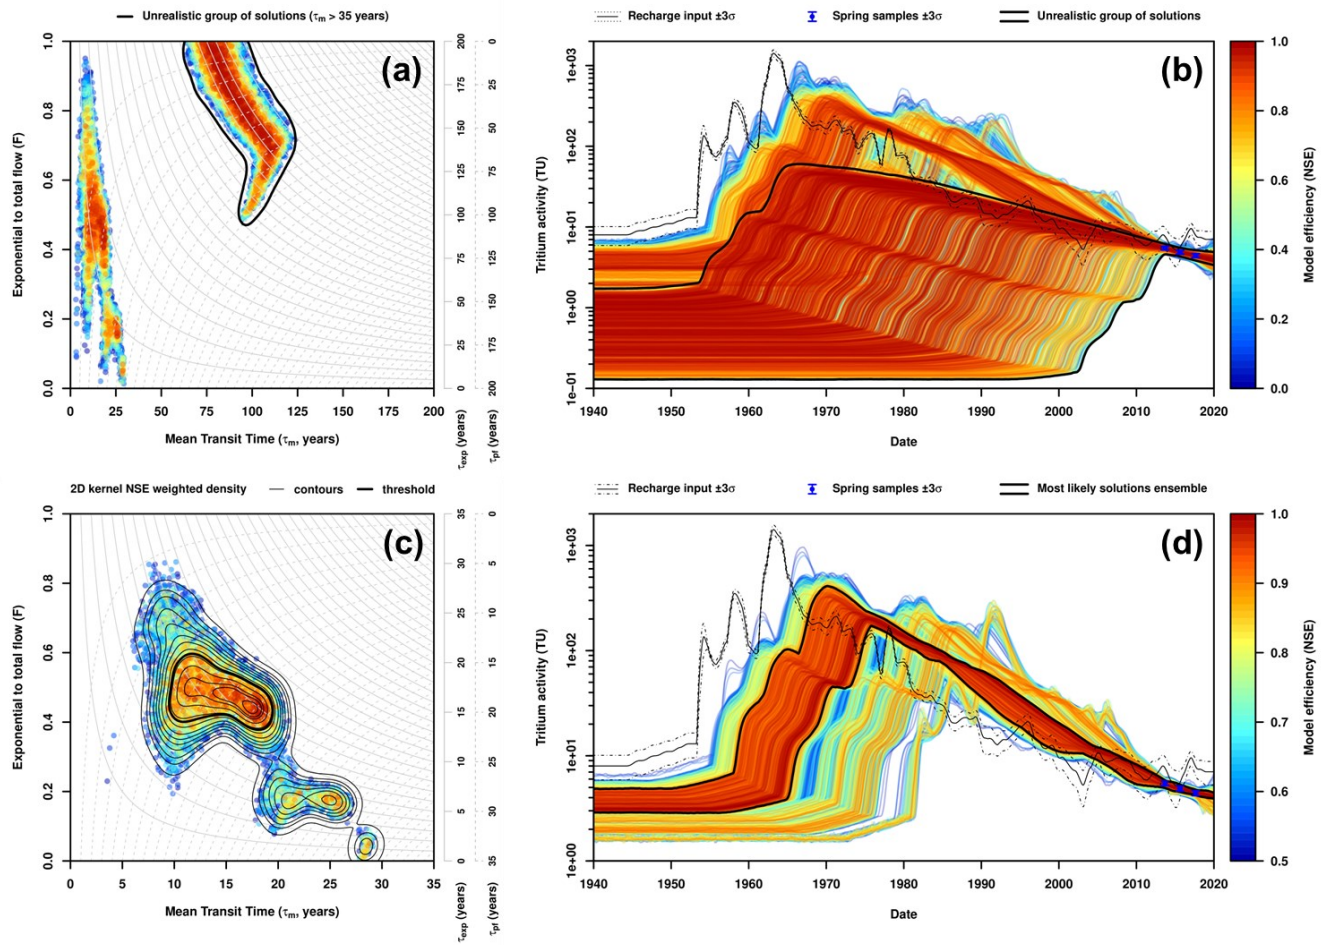 Unrealistic group of solutions (τm > 35 years)
(a)
Exponential to total flow (F)
1.0
0.8
0.6
0.4
0.2
0.0
0 25 50 75 100 125 150 175 200
Mean Transit Time (τm, years)
200
175
150
125
100
75
50
25
0
τexp (years)
0
25
50
75
100
125
150
175
200
τpf (years)
Recharge input ±3σ Spring samples ±3σ Unrealistic group of solutions
(b)
Tritium activity (TU)
1e+03
1e+02
1e+01
1e+00
1e−01
1940 1950 1960 1970 1980 1990 2000 2010 2020
Date
1.0
0.8
0.6
0.4
0.2
0.0
Model efficiency (NSE)
2D kernel NSE weighted density contours threshold
(c)
Exponential to total flow (F)
1.0
0.8
0.6
0.4
0.2
0.0
0 5 10 15 20 25 30 35
Mean Transit Time (τm, years)
35
30
25
20
15
10
5
0
τexp (years)
0
5
10
15
20
25
30
35
τpf (years)
Recharge input ±3σ Spring samples ±3σ Most likely solutions ensemble
(d)
Tritium activity (TU)
1e+03
1e+02
1e+01
1e+00
1940 1950 1960 1970 1980 1990 2000 2010 2020
Date
1.0
0.9
0.8
0.7
0.6
0.5
Model efficiency (NSE)